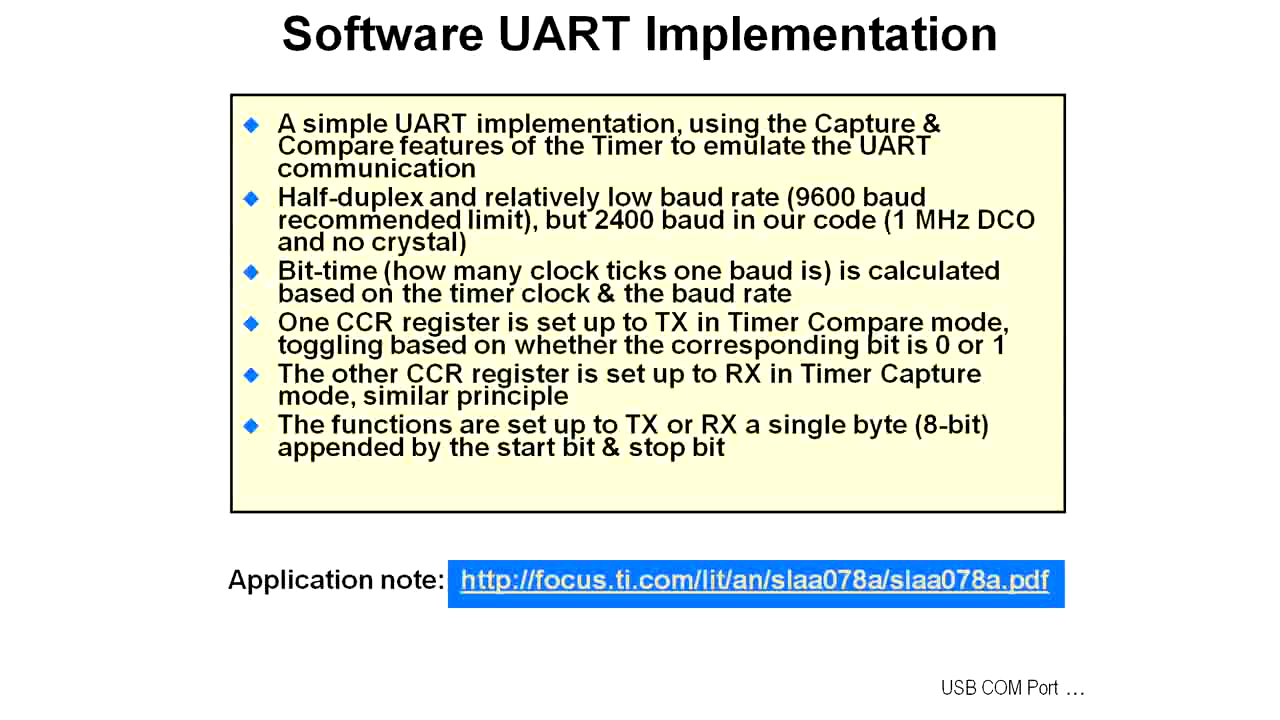 Software UART Implementation
A simple UART implementation, using the Capture &
Compare features of the Timer to emulate the UART
communication
Half-duplex and relatively low baud rate (9600 baud
recommended limit), but 2400 baud in our code (1 MHz DCO
and no crystal)
Bit-time (how many clock ticks one baud is) is calculated
based on the timer clock & the baud rate
One CCR register is set up to TX in Timer Compare mode,
toggling based on whether the corresponding bit is 0 or 1
The other CCR register is set up to RX in Timer Capture
mode, similar principle
The functions are set up to TX or RX a single byte (8-bit)
appended by the start bit & stop bit
Application note: http://focus.ti.com/lit/an/slaa078a/slaa078a.pdf
USB COM Port ...